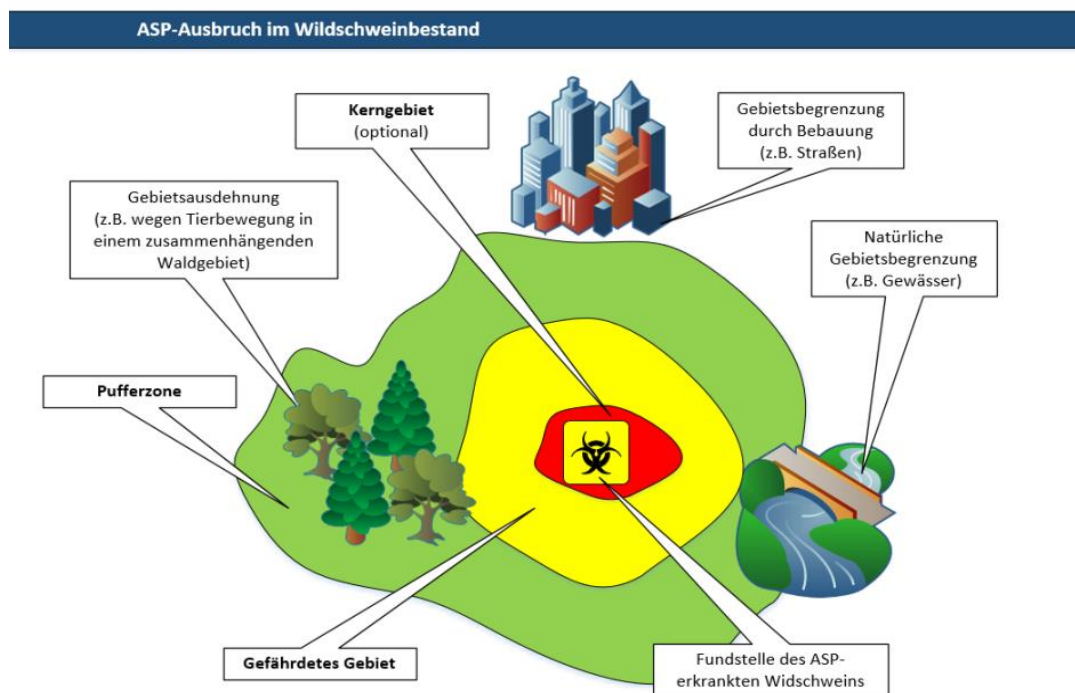 ASP-Ausbruch im Wildschweinbestand
Kerngebiet
(optional)
Gebietsbegrenzung
durch Bebauung
(z.B. Straßen)
Gebietsausdehnung
(z.B. wegen Tierbewegung in
einem zusammenhängenden
Waldgebiet)
Natürliche
Gebietsbegrenzung
(z.B. Gewässer)
Pufferzone
Gefährdetes Gebiet
Fundstelle des ASP-
erkrankten Widschweins